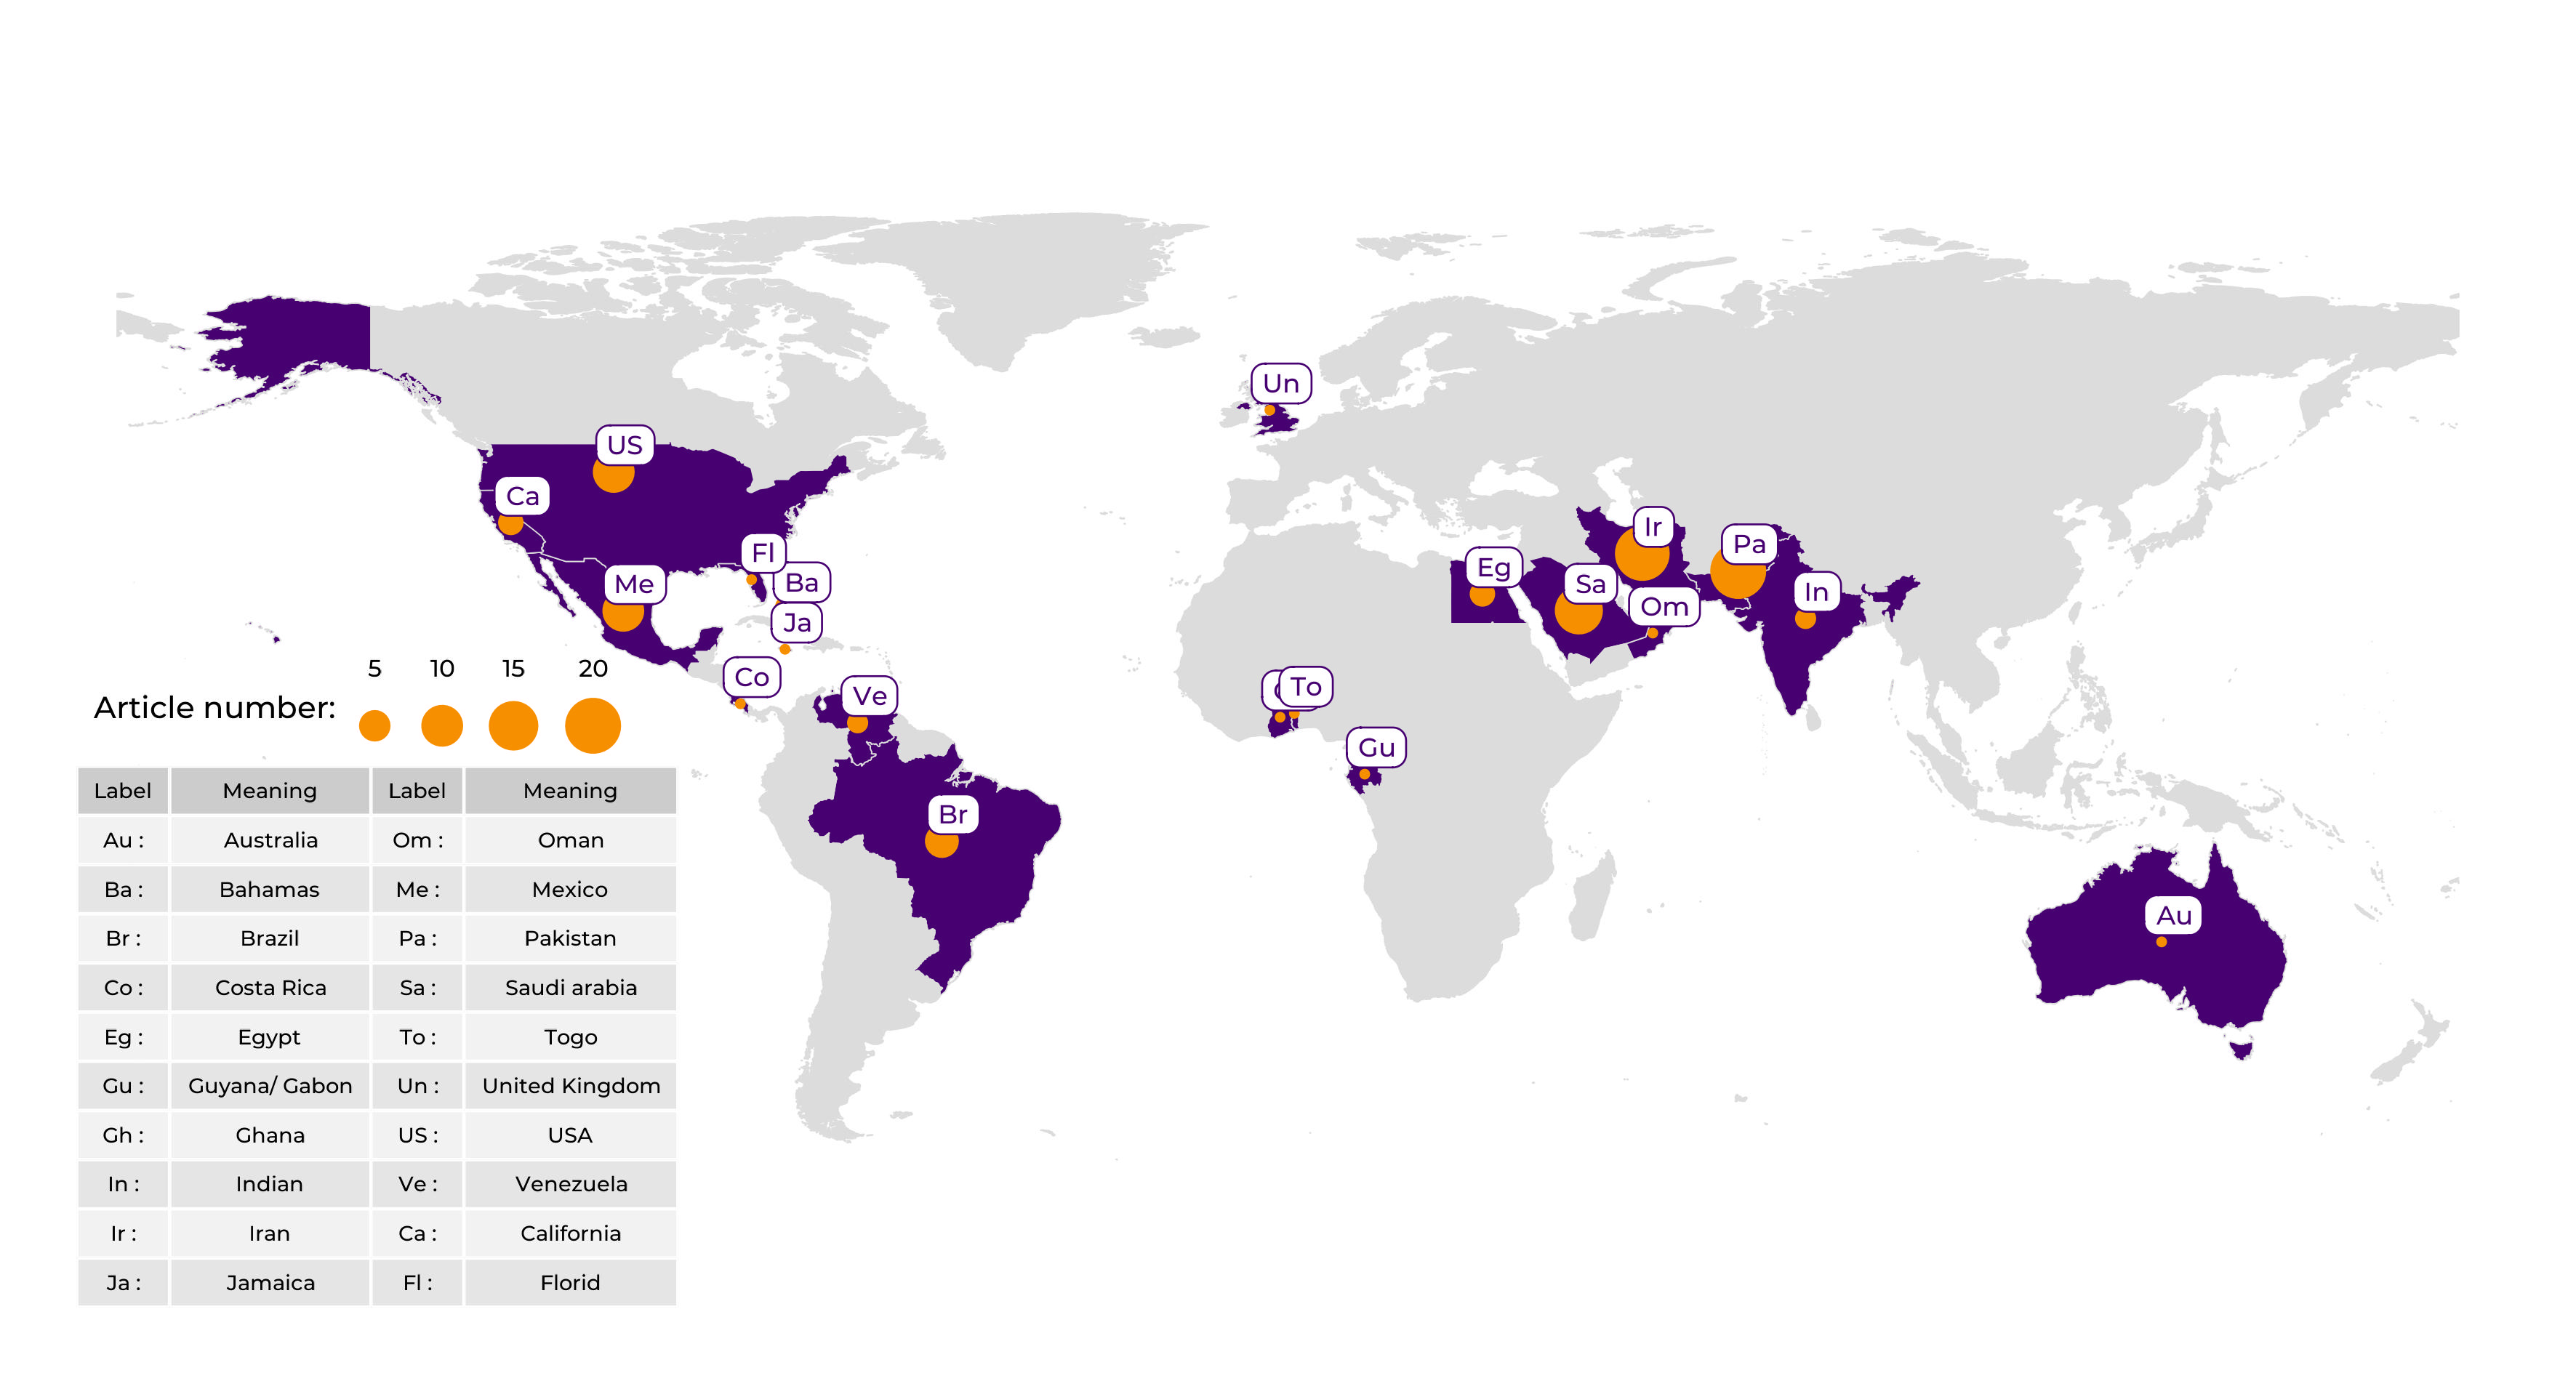 Un
US
Ca
Ir
Pa
Fl
Eg
Ba
Me
Sa
In
Om
Ja
Co
To
Ve
Gu
Br
Au
5 10 15 20
Article number:
Label Meaning Label Meaning
Au : Australia Om : Oman
Ba : Bahamas Me : Mexico
Br : Brazil Pa : Pakistan
Co : Costa Rica Sa : Saudi arabia
Eg : Egypt To : Togo
Gu : Guyana/ Gabon Un : United Kingdom
Gh : Ghana US : USA
In : Indian Ve : Venezuela
Ir : Iran Ca : California
Ja : Jamaica Fl : Florid